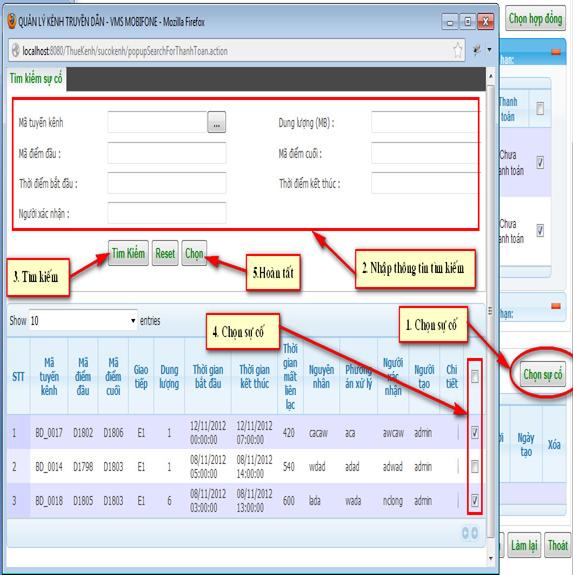 QUẢN LÝ KÊNH TRUYỀN DẪN - VMS MOBIFONE - Mozilla Firefox
localhost:8080/ThueKenh/sucokenh/popupSearchForThanhToan.action
Tìm kiếm sự cố
Mã tuyến kênh ... Dung lượng (MB) :
Mã điểm đầu : Mã điểm cuối :
Thời điểm bắt đầu : Thời điểm kết thúc :
Người xác nhận :
Tìm Kiếm Reset Chọn
3. Tìm kiếm
5.Hoàn tất
2. Nhập thông tin tìm kiếm
4. Chọn sự cố
1. Chọn sự cố
Show 10 entries
STT Mã tuyến kênh Mã điểm đầu Mã điểm cuối Giao tiếp Dung lượng Thời gian bắt đầu Thời gian kết thúc Thời gian mất liên lạc Nguyên nhân Phương án xử lý Người xác nhận Người tạo Chi tiết
1 BD_0017 D1802 D1806 E1 1 12/11/2012 00:00:00 12/11/2012 07:00:00 420 cacaw aca awcaw admin
2 BD_0014 D1798 D1803 E1 1 08/11/2012 05:00:00 08/11/2012 14:00:00 540 wdad adad adwad admin
3 BD_0018 D1805 D1803 E1 6 08/11/2012 03:00:00 08/11/2012 13:00:00 600 lada wada ndong admin
Chọn hợp đồng
hạn:
Thanh toán
Chưa
anh toán
Chưa
anh toán
hạn:
Chọn sự cố
Ngày tạo Xóa
Làm lại Thoát